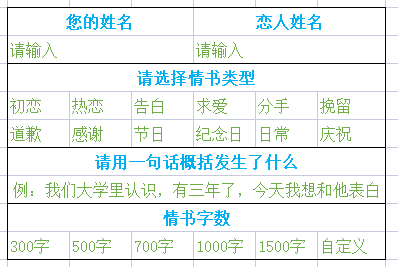 您的姓名 恋人姓名
请输入 请输入
请选择情书类型
初恋 热恋 告白 求爱 分手 挽留
道歉 感谢 节日 纪念日 日常 庆祝
请用一句话概括发生了什么
例：我们大学里认识，有三年了，今天我想和他表白
情书字数
300字 500字 700字 1000字 1500字 自定义